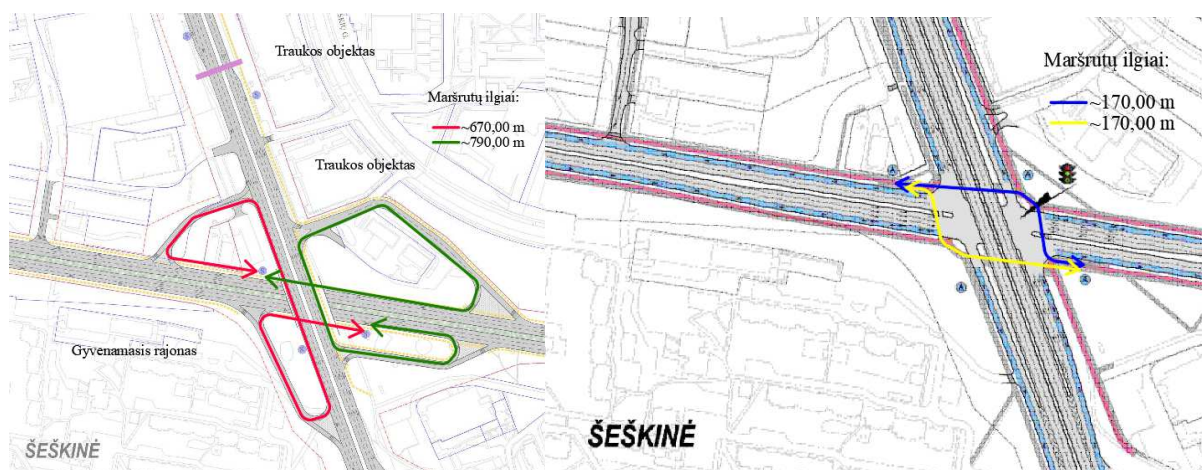 Traukos objektas
Maršrutų ilgiai:
~670,00 m
~790,00 m
Traukos objektas
Gyvenamasis rajonas
ŠEŠKINĖ
Maršrutų ilgiai:
~170,00 m
~170,00 m
A
A
A
A
ŠEŠKINĖ